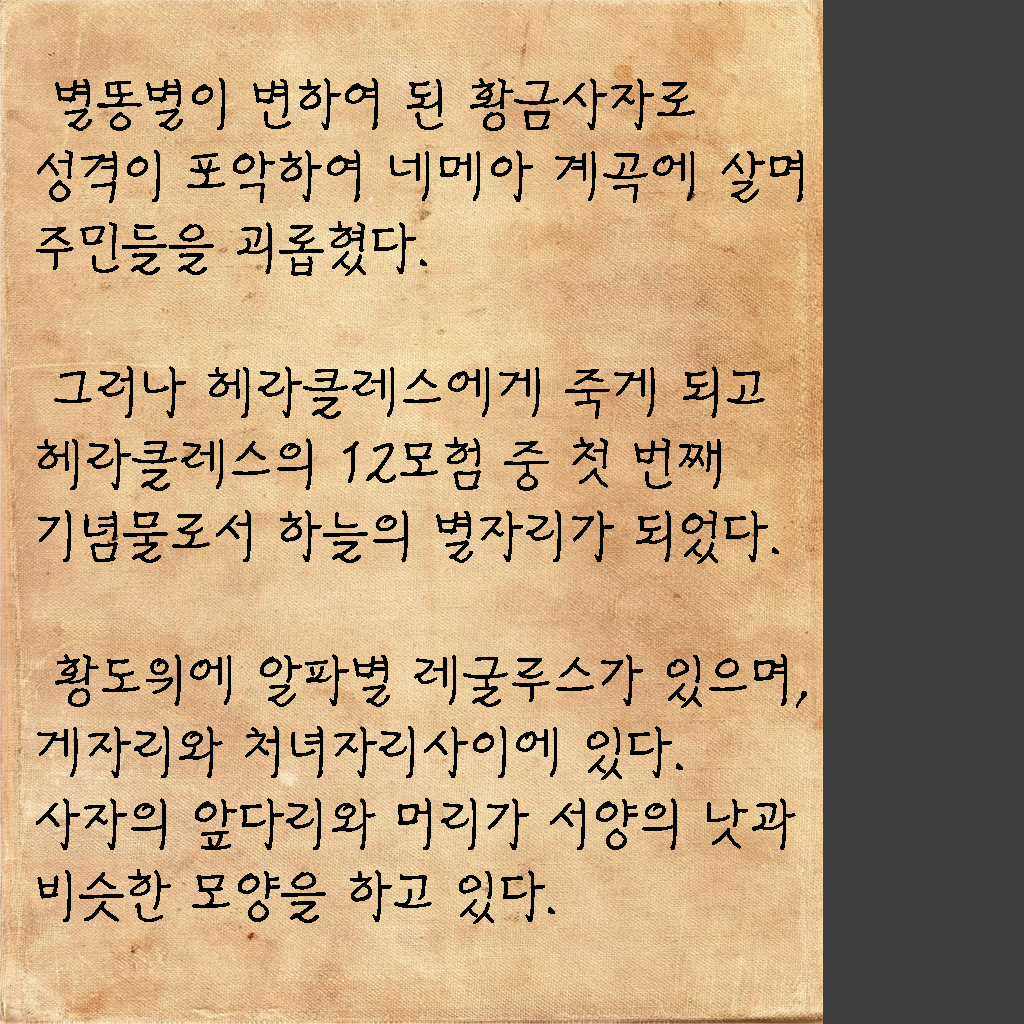 별똥별이 변하여 된 황금사자로
성격이 포악하여 네메아 계곡에 살며
주민들을 괴롭혔다.
그러나 헤라클레스에게 죽게 되고
헤라클레스의 12모험 중 첫 번째
기념물로서 하늘의 별자리가 되었다.
황도위에 알파별 레굴루스가 있으며,
게자리와 처녀자리사이에 있다.
사자의 앞다리와 머리가 서양의 낫과
비슷한 모양을 하고 있다.